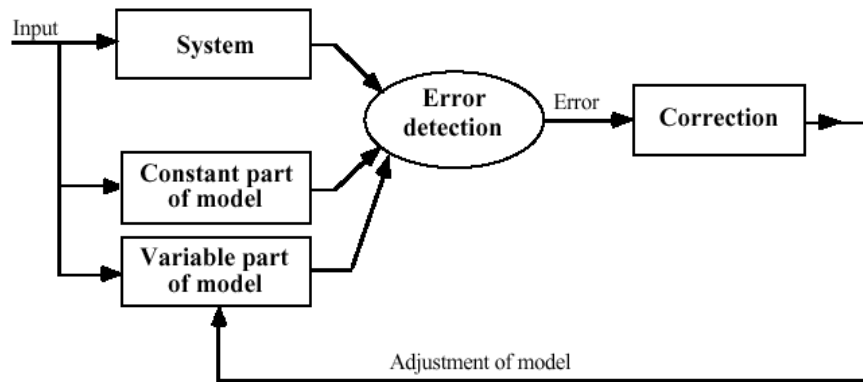 Input
System
Error
detection
Error
Correction
Constant part
of model
Variable part
of model
Adjustment of model